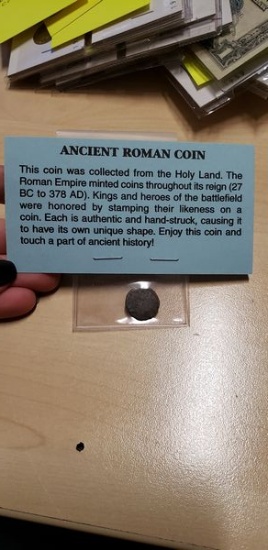 ANCIENT ROMAN COIN
This coin was collected from the Holy Land. The
Roman Empire minted coins throughout its reign (27
BC to 378 AD). Kings and heroes of the battlefield
were honored by stamping their likeness on a
coin. Each is authentic and hand-struck, causing it
to have its own unique shape. Enjoy this coin and
touch a part of ancient history!